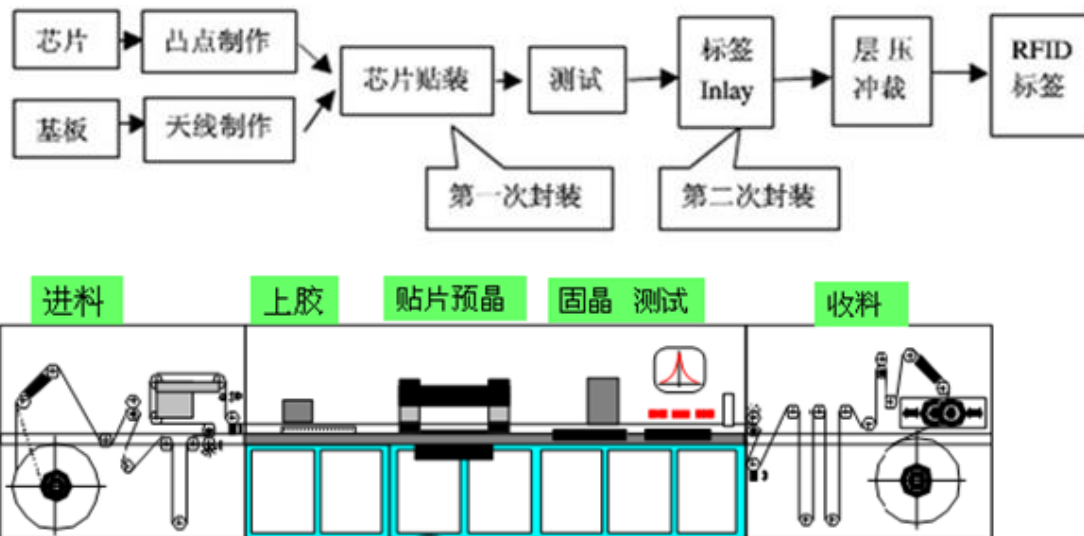 芯片
凸点制作
基板
天线制作
芯片贴装
测试
标签
Inlay
层压
冲裁
RFID
标签
第一次封装
第二次封装
进料
上胶
贴片预晶
固晶 测试
收料